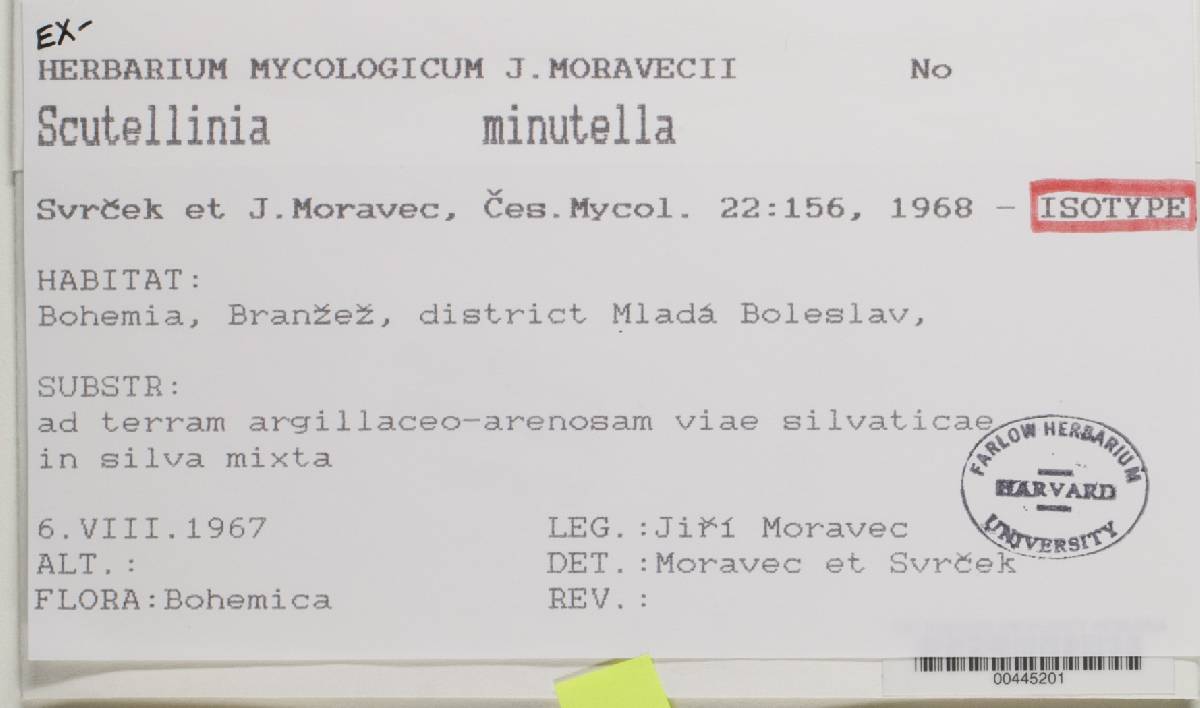 EX-
HERBARIUM MYCOLOGICUM J.MORAVECII No
Scutellinia minutella
Svrček et J.Moravec, Čes.Mycol. 22:156, 1968 - ISOTYPE
HABITAT:
Bohemia, Branžež, district Mladá Boleslav,
SUBSTR:
ad terram argillaceo-arenosam viae silvaticae
in silva mixta
FARLOW HERBARIUM
HARVARD
UNIVERSITY
6.VIII.1967 LEG.:Jiří Moravec
ALT.: DET.:Moravec et Svrček
FLORA:Bohemica REV.:
00445201